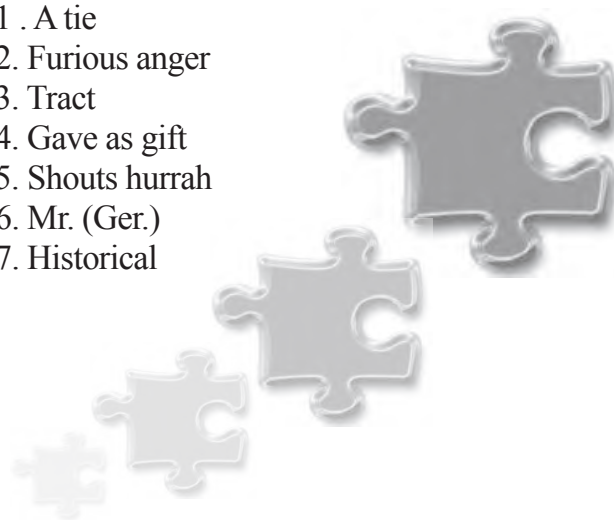 1 . A tie
2. Furious anger
3. Tract
4. Gave as gift
5. Shouts hurrah
6. Mr. (Ger.)
7. Historical